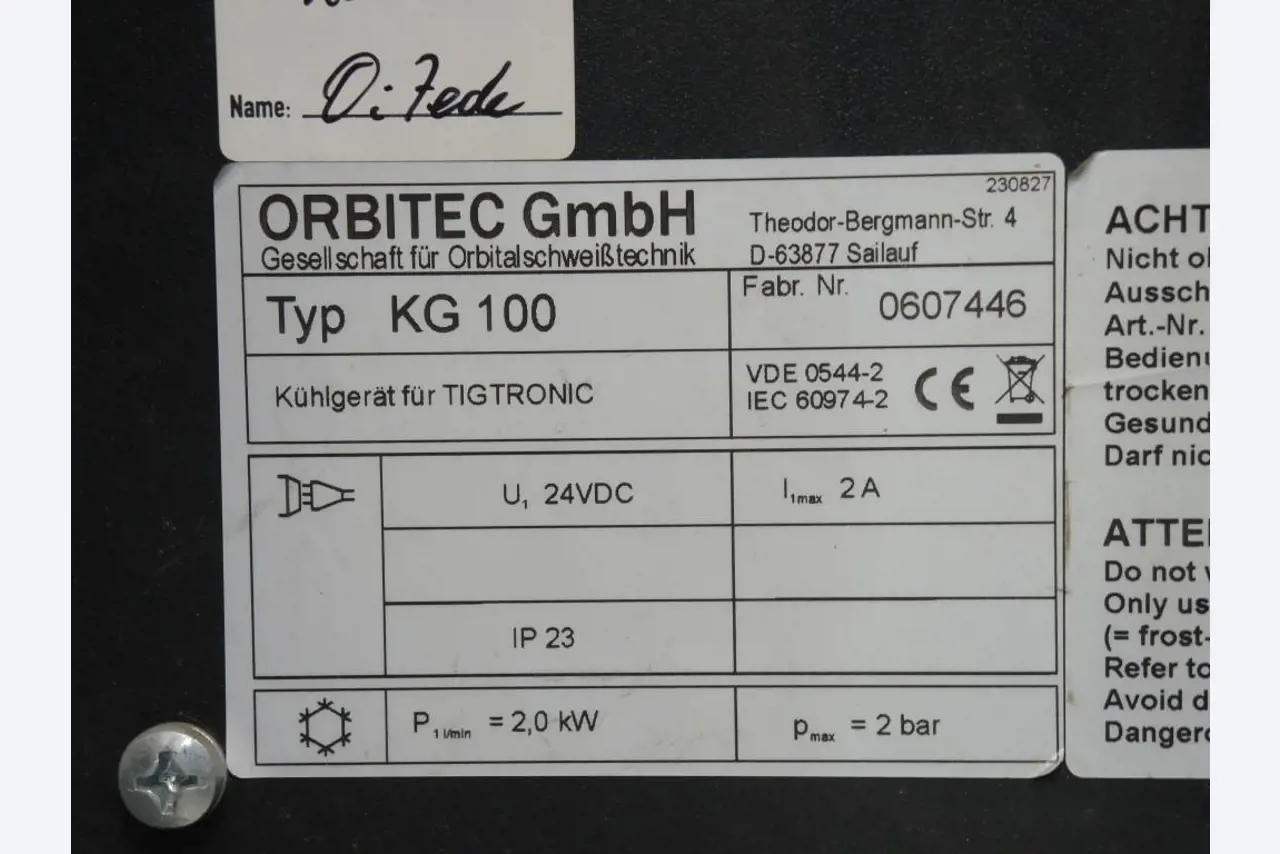 Name:
ORBITEC GmbH
230827
Gesellschaft für Orbitalschweißtechnik
Theodor-Bergmann-Str. 4
D-63877 Sailauf
Typ KG 100
Fabr. Nr. 0607446
Kühlgerät für TIGTRONIC
VDE 0544-2
IEC 60974-2
CE
U1 24VDC
I1max 2 A
IP 23
P1 l/min = 2,0 kW
pmax = 2 bar
ACHT
Nicht ol
Aussch
Art.-Nr.
Bedien
trocken
Gesund
Darf nic
ATTE
Do not
Only us
(= frost-
Refer to
Avoid d
Danger